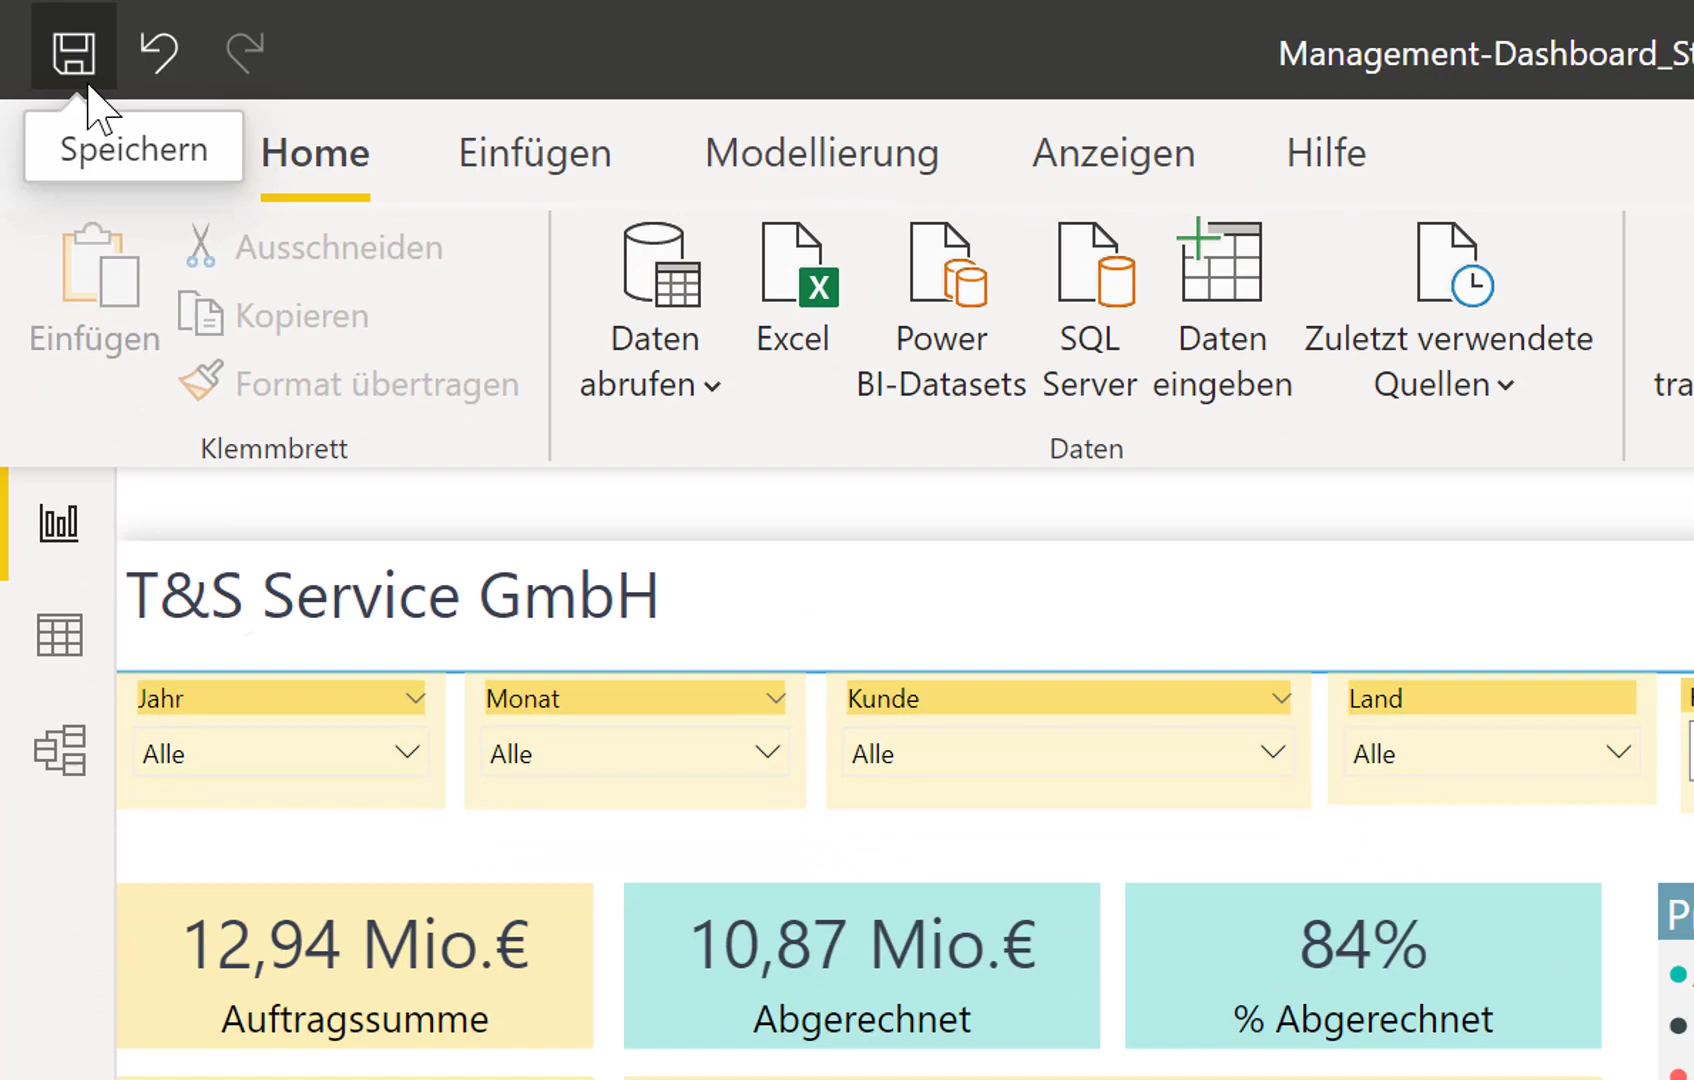 Management-Dashboard_St
Speichern
Home
Einfügen
Modellierung
Anzeigen
Hilfe
Einfügen
Ausschneiden
Kopieren
Format übertragen
Klemmbrett
Daten
abrufen
Excel
Power
BI-Datasets
SQL
Server
Daten
eingeben
Zuletzt verwendete
Quellen
tra
Daten
T&S Service GmbH
Jahr
Alle
Monat
Alle
Kunde
Alle
Land
Alle
12,94 Mio.€
Auftragssumme
10,87 Mio.€
Abgerechnet
84%
% Abgerechnet
P